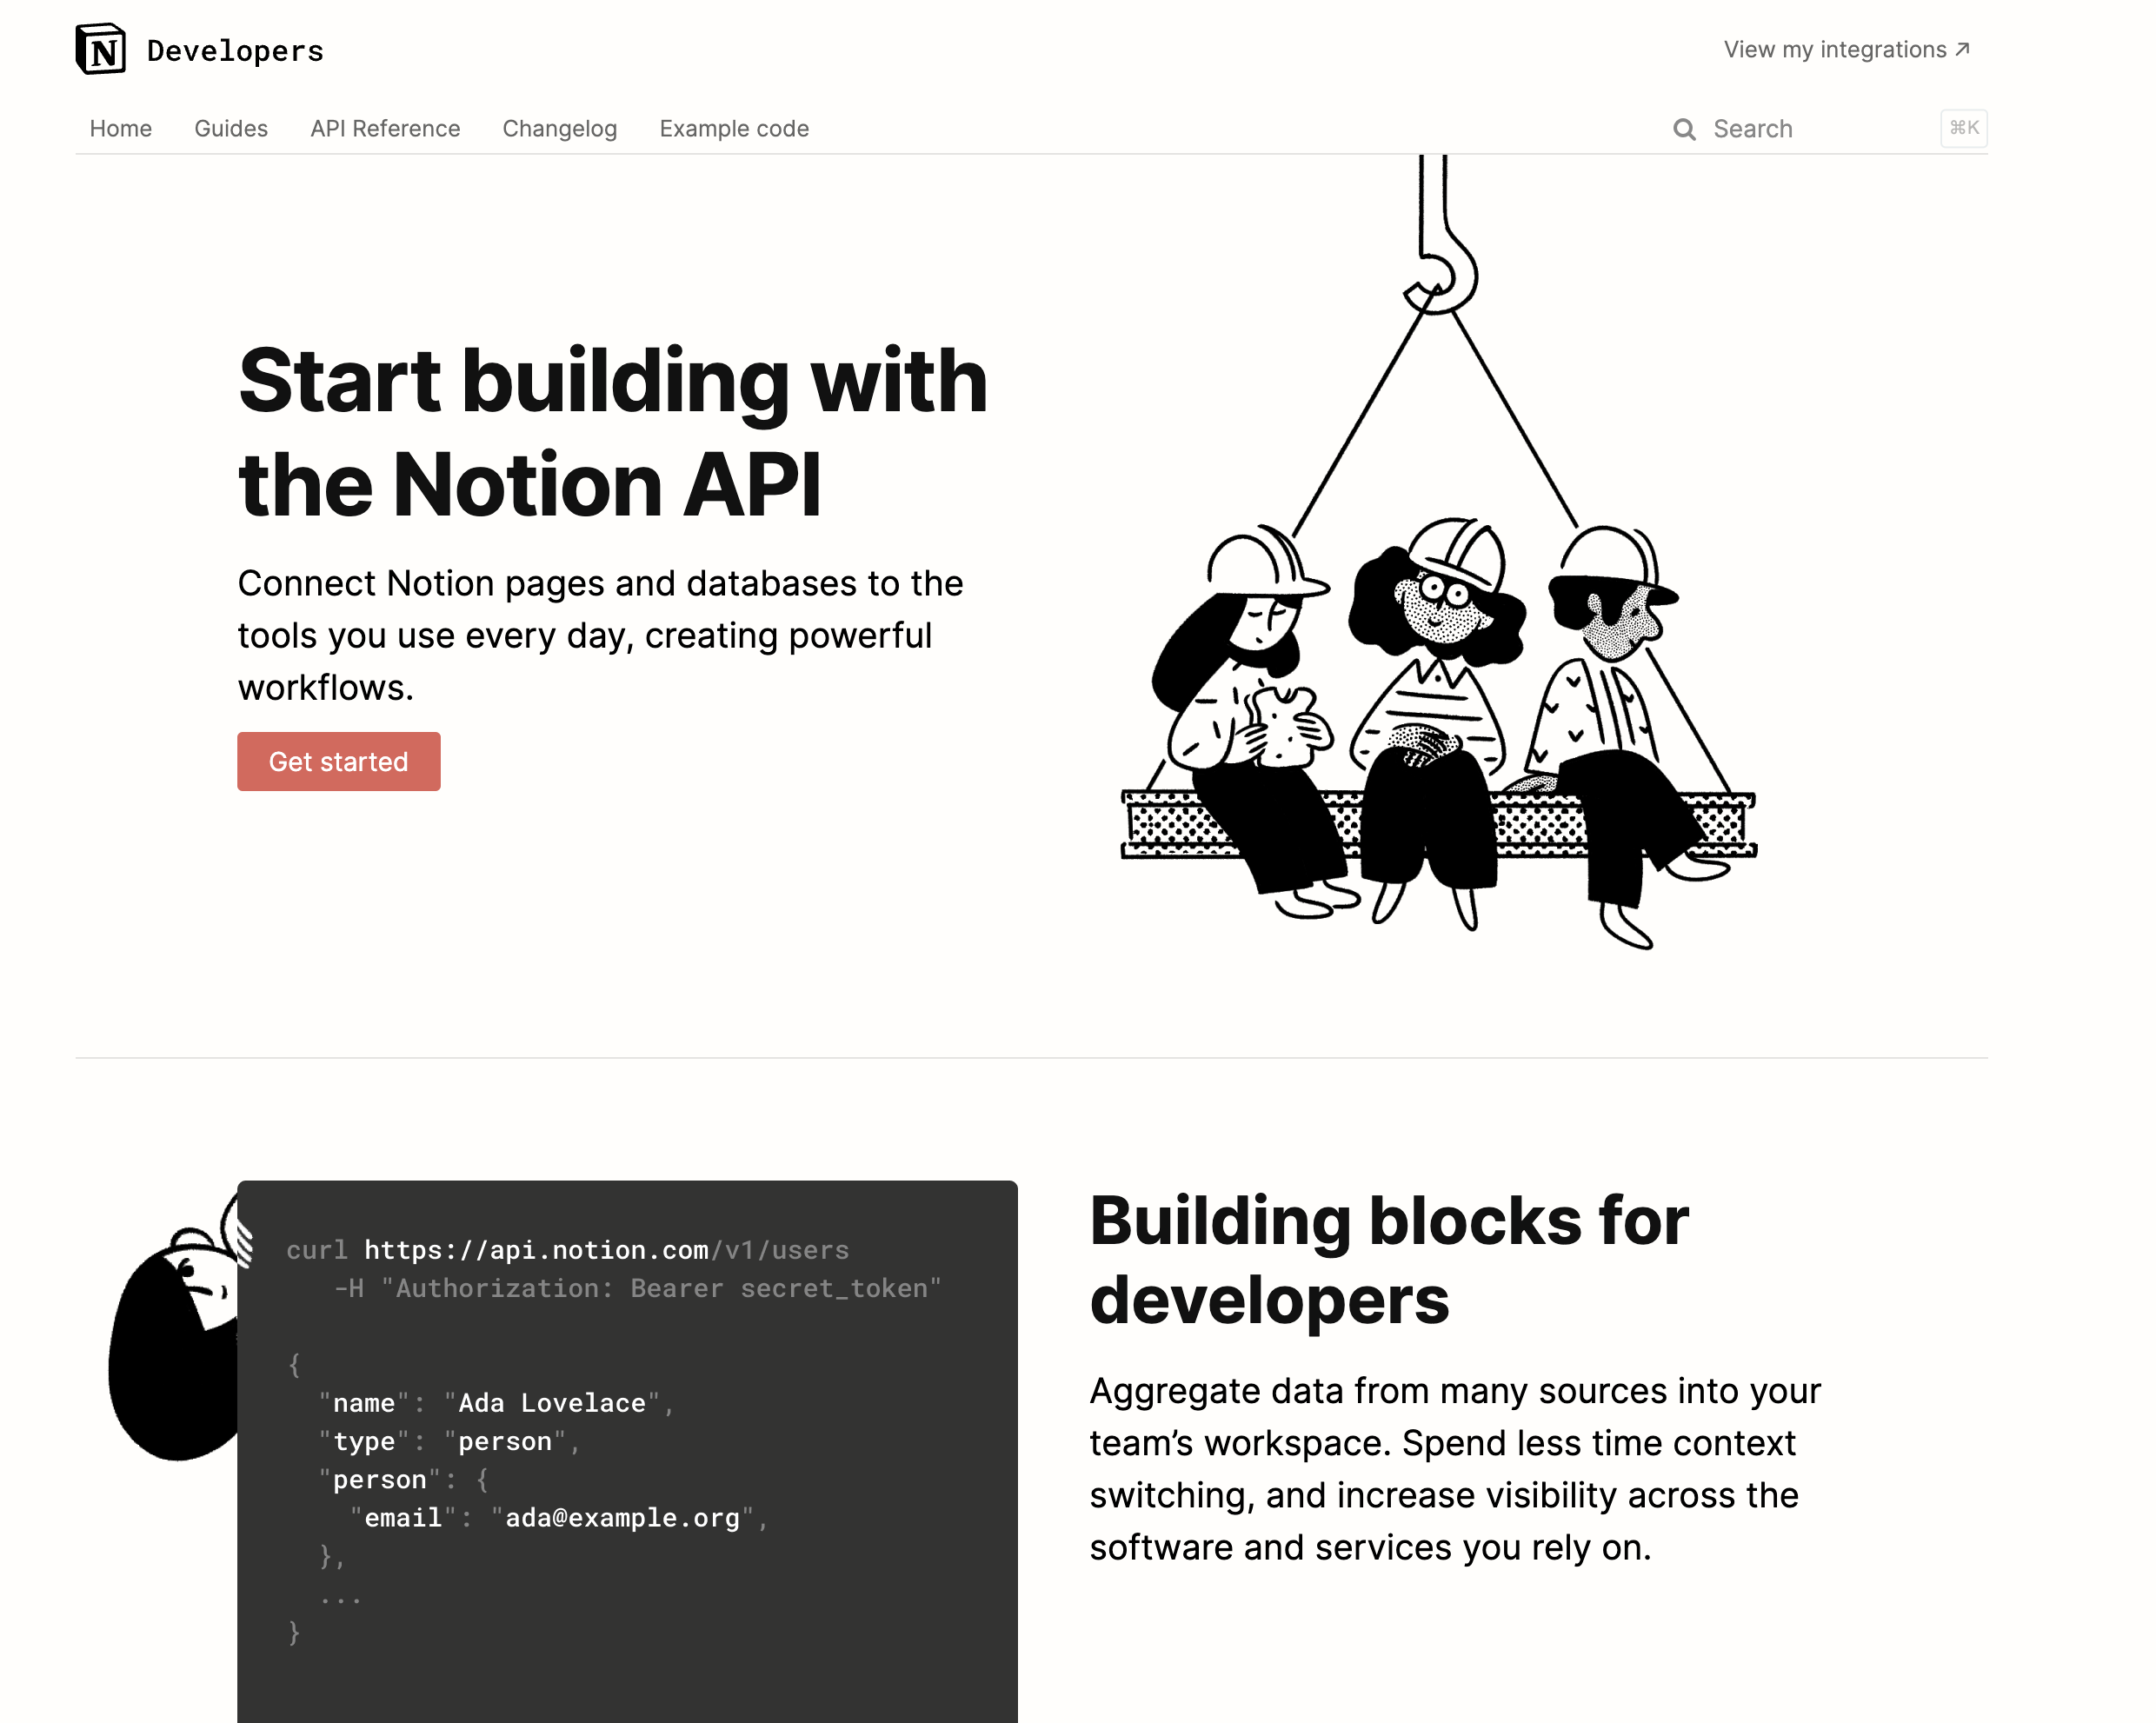 N Developers
View my integrations ↗
Home Guides API Reference Changelog Example code
Search ⌘K
Start building with
the Notion API
Connect Notion pages and databases to the
tools you use every day, creating powerful
workflows.
Get started
curl https://api.notion.com/v1/users
-H "Authorization: Bearer secret_token"
{
"name": "Ada Lovelace",
"type": "person",
"person": {
"email": "ada@example.org",
},
...
}
Building blocks for
developers
Aggregate data from many sources into your
team’s workspace. Spend less time context
switching, and increase visibility across the
software and services you rely on.